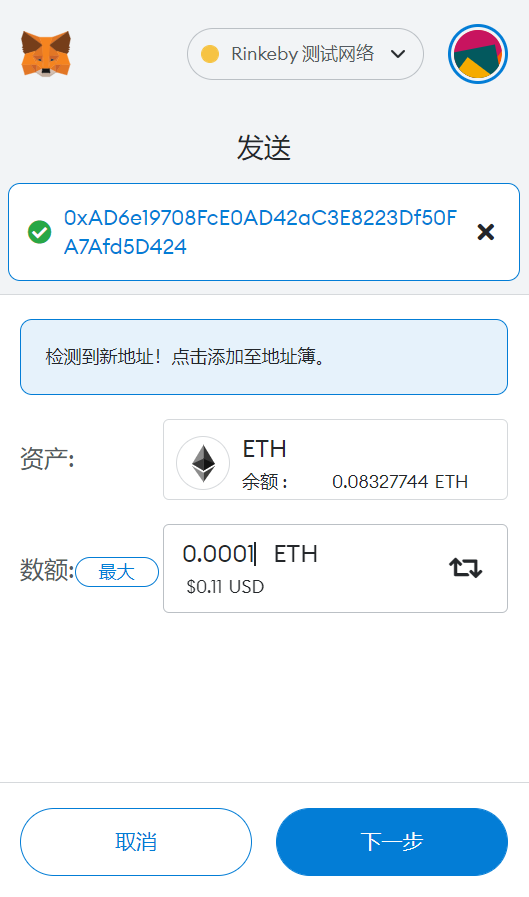 Rinkeby 测试网络
发送
0xAD6e19708FcE0AD42aC3E8223Df50F
A7Afd5D424
检测到新地址！点击添加至地址簿。
资产:
ETH
余额： 0.08327744 ETH
数额:
最大
0.0001 ETH
$0.11 USD
取消
下一步